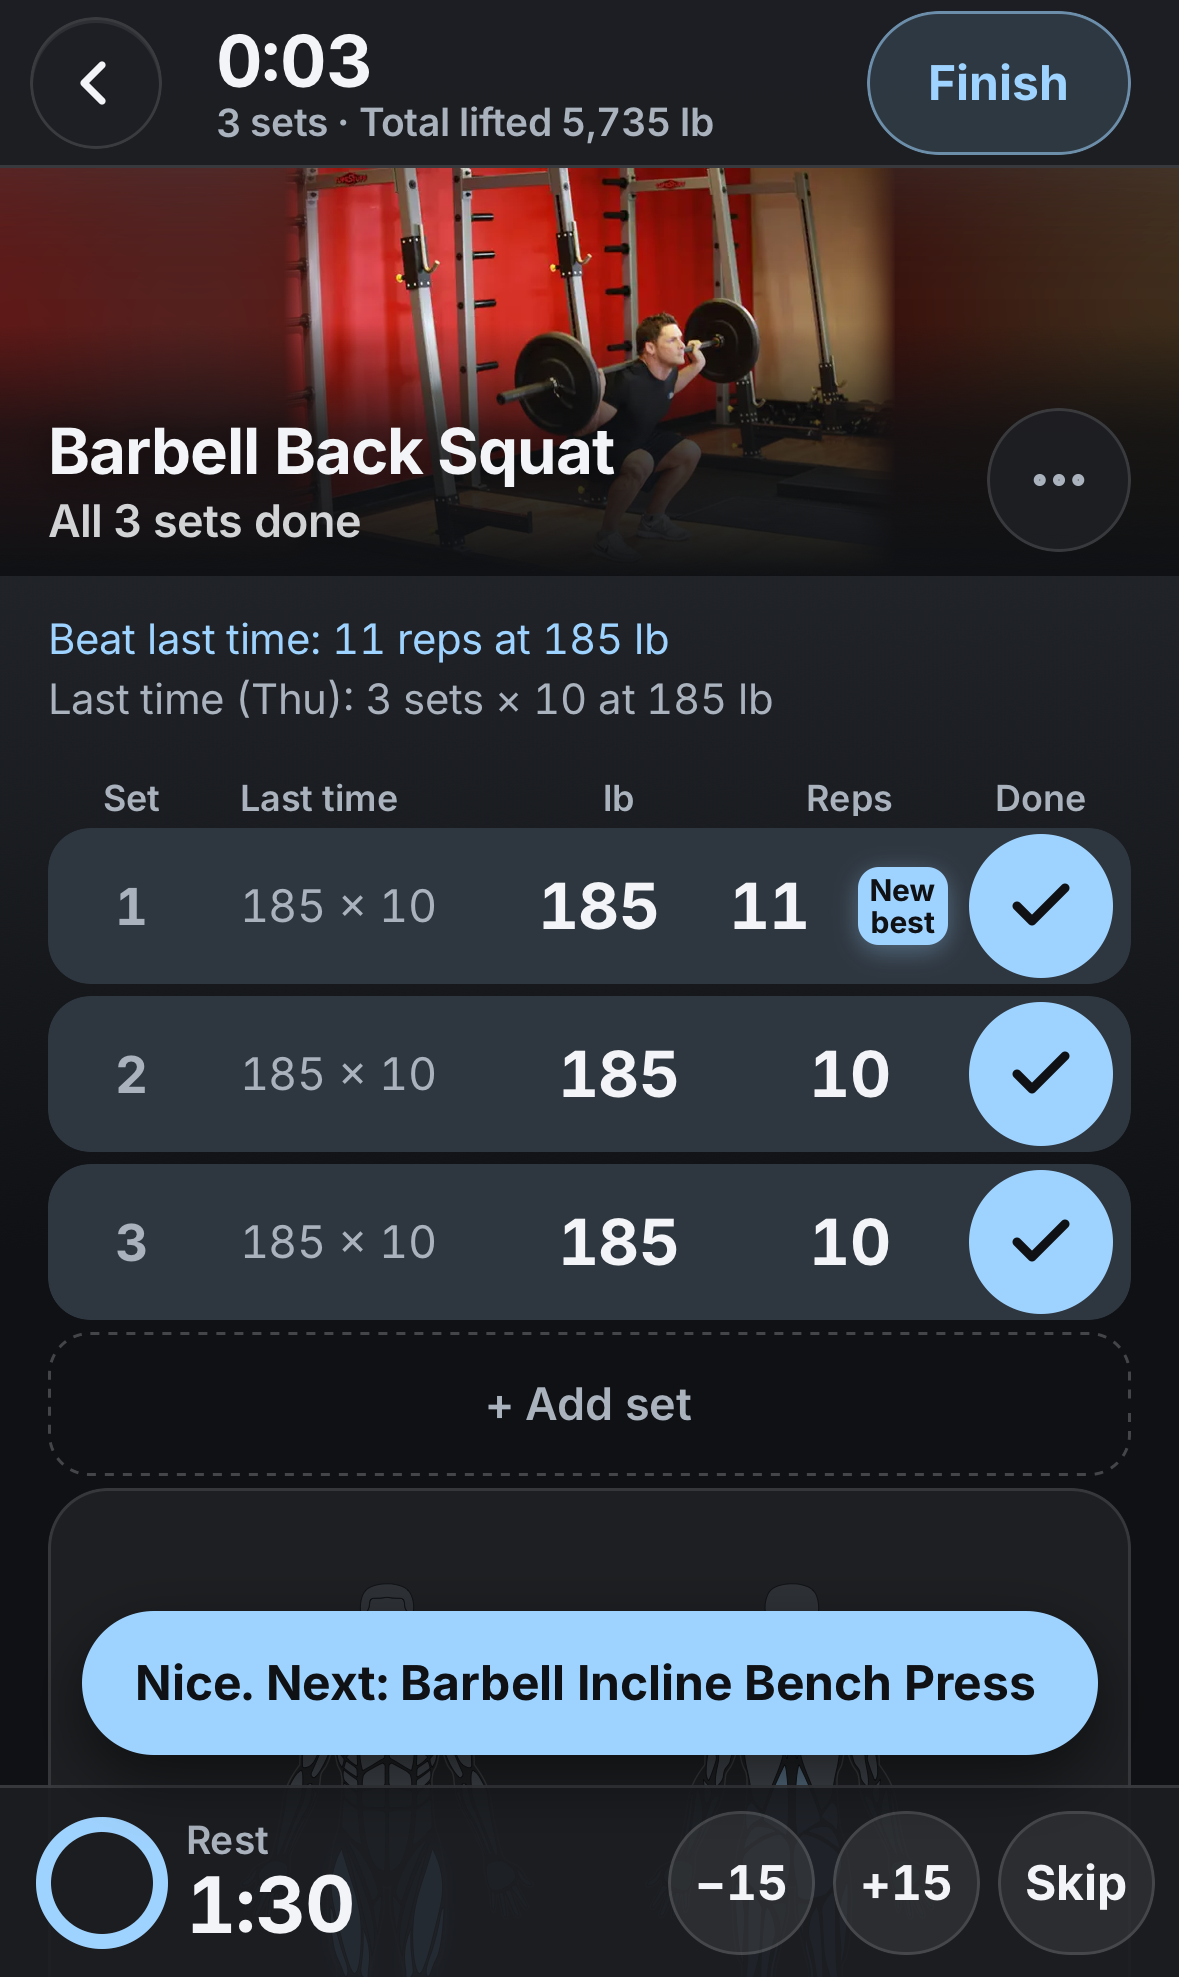 0:03
3 sets · Total lifted 5,735 lb
Finish
Barbell Back Squat
All 3 sets done
Beat last time: 11 reps at 185 lb
Last time (Thu): 3 sets × 10 at 185 lb
Set Last time lb Reps Done
1 185 × 10 185 11 New
best
2 185 × 10 185 10
3 185 × 10 185 10
+ Add set
Nice. Next: Barbell Incline Bench Press
Rest
1:30
−15 +15 Skip